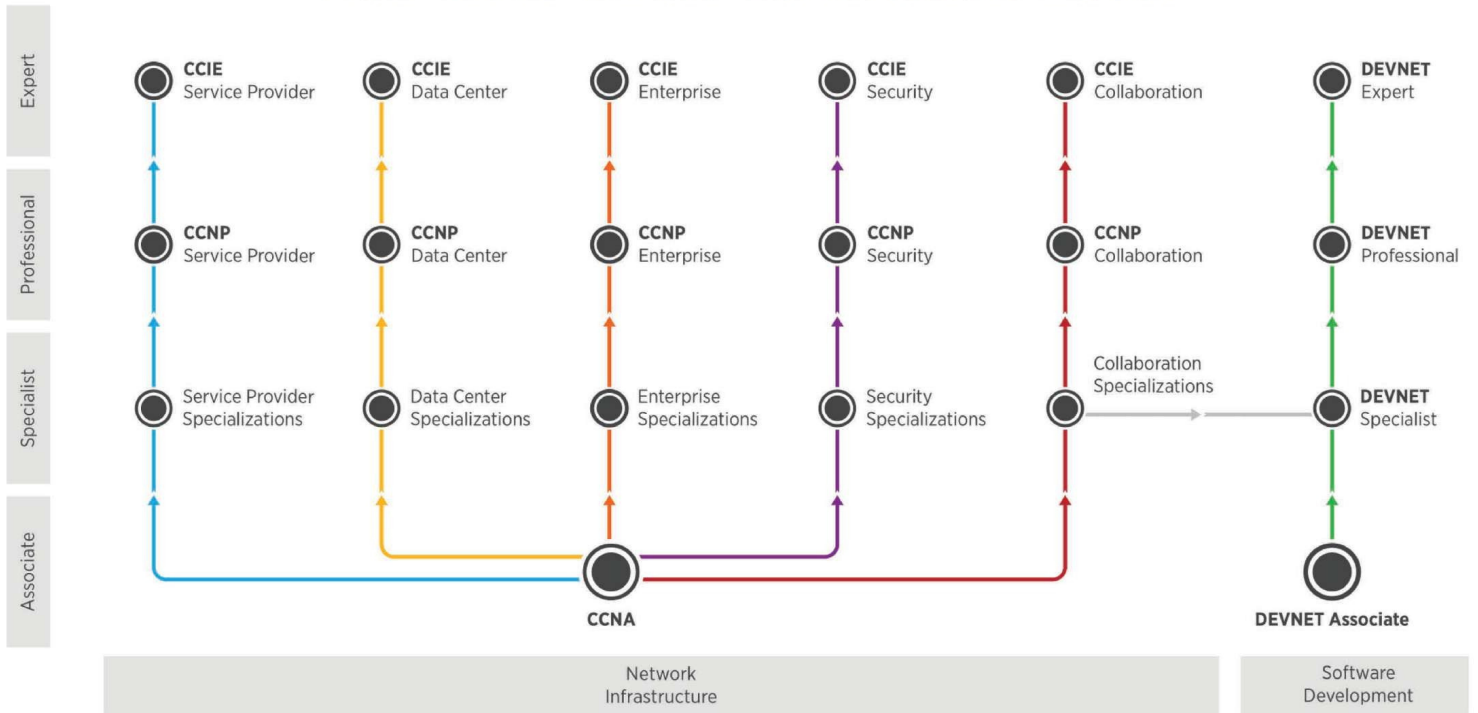 Expert
CCIE
Service Provider
CCIE
Data Center
CCIE
Enterprise
CCIE
Security
CCIE
Collaboration
DEVNET
Expert
Professional
CCNP
Service Provider
CCNP
Data Center
CCNP
Enterprise
CCNP
Security
CCNP
Collaboration
DEVNET
Professional
Specialist
Service Provider
Specializations
Data Center
Specializations
Enterprise
Specializations
Security
Specializations
Collaboration
Specializations
DEVNET
Specialist
Associate
CCNA
DEVNET Associate
Network
Infrastructure
Software
Development